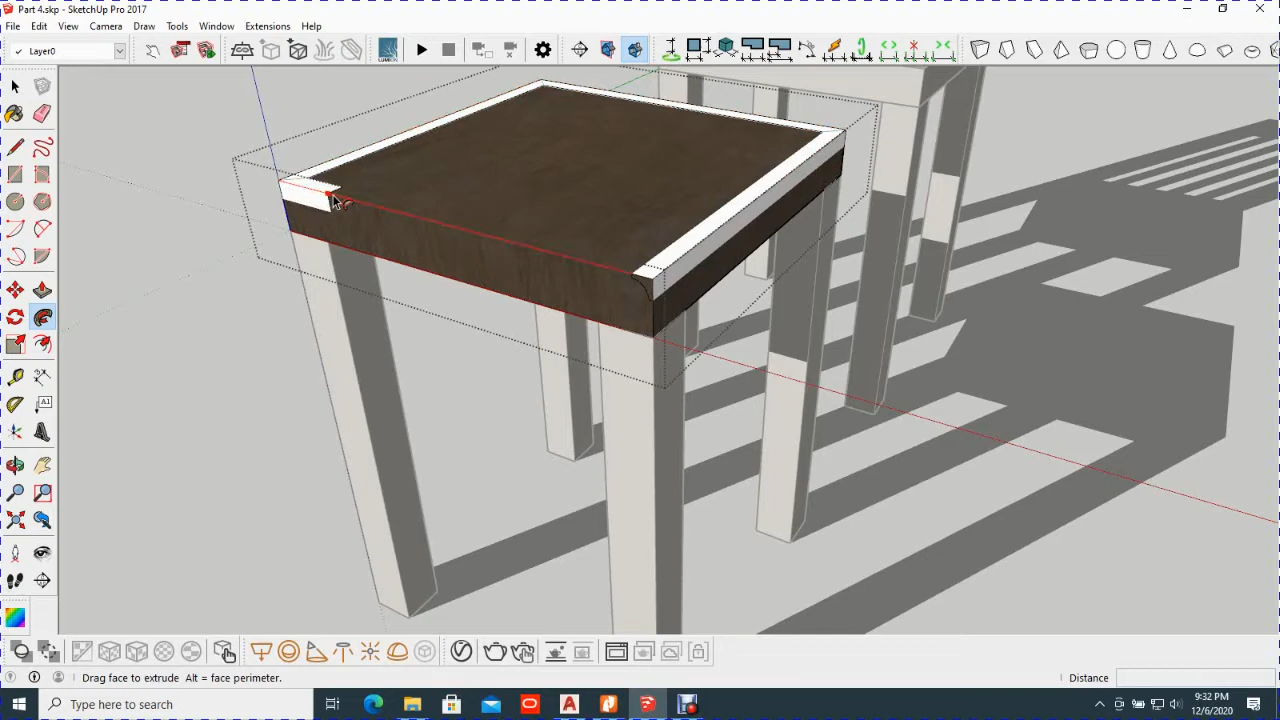 Part 4.skp - SketchUp Pro 2017
File Edit View Camera Draw Tools Window Extensions Help
Layer0
A1
Drag face to extrude Alt = face perimeter.
Distance
Type here to search
9:32 PM
12/6/2020